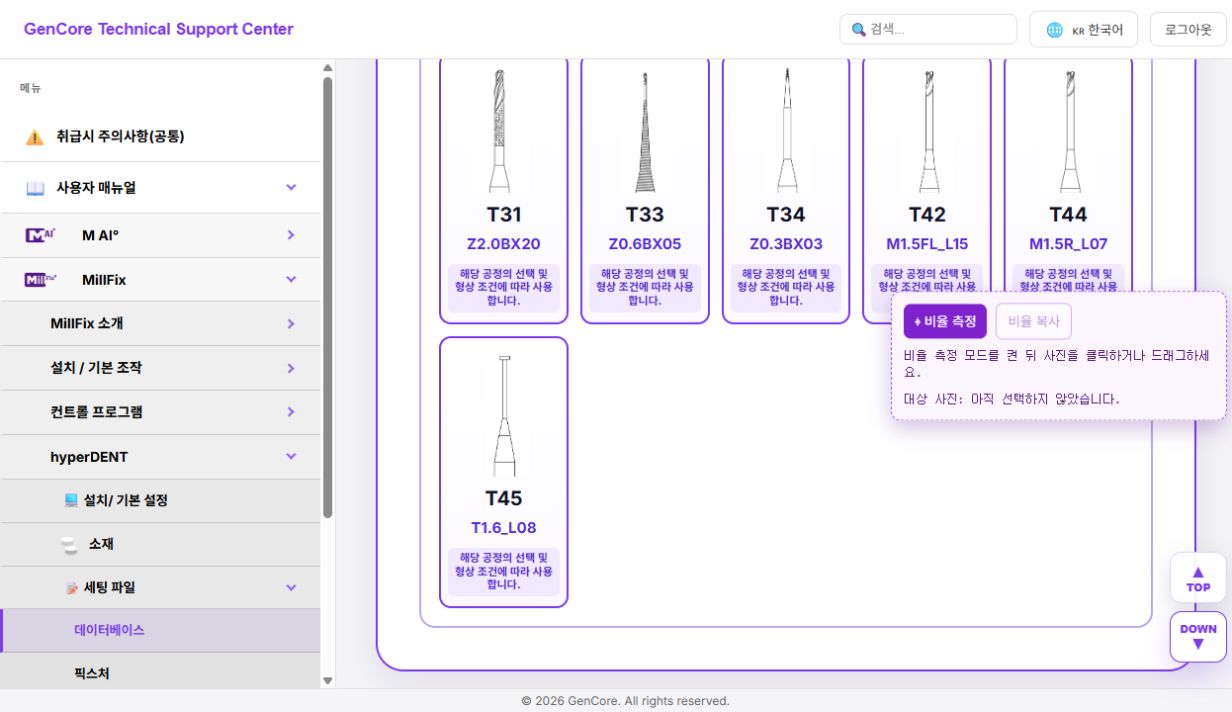 GenCore Technical Support Center
검색...
KR 한국어
로그아웃
메뉴
취급시 주의사항(공통)
사용자 매뉴얼
M AI°
M AI°
MillFix
MillFix 소개
설치 / 기본 조작
컨트롤 프로그램
hyperDENT
설치/ 기본 설정
소재
세팅 파일
데이터베이스
픽스처
T31
Z2.0BX20
해당 공정의 선택 및
형상 조건에 따라 사용
합니다.
T33
Z0.6BX05
해당 공정의 선택 및
형상 조건에 따라 사용
합니다.
T34
Z0.3BX03
해당 공정의 선택 및
형상 조건에 따라 사용
합니다.
T42
M1.5FL_L15
해당 공정의 선택 및
형상 조건에 따라 사용
T44
M1.5R_L07
해당 공정의 선택 및
형상 조건에 따라 사용
비율 측정
비율 복사
비율 측정 모드를 켠 뒤 사진을 클릭하거나 드래그하세
요.
대상 사진: 아직 선택하지 않았습니다.
T45
T1.6_L08
해당 공정의 선택 및
형상 조건에 따라 사용
합니다.
TOP
DOWN
© 2026 GenCore. All rights reserved.